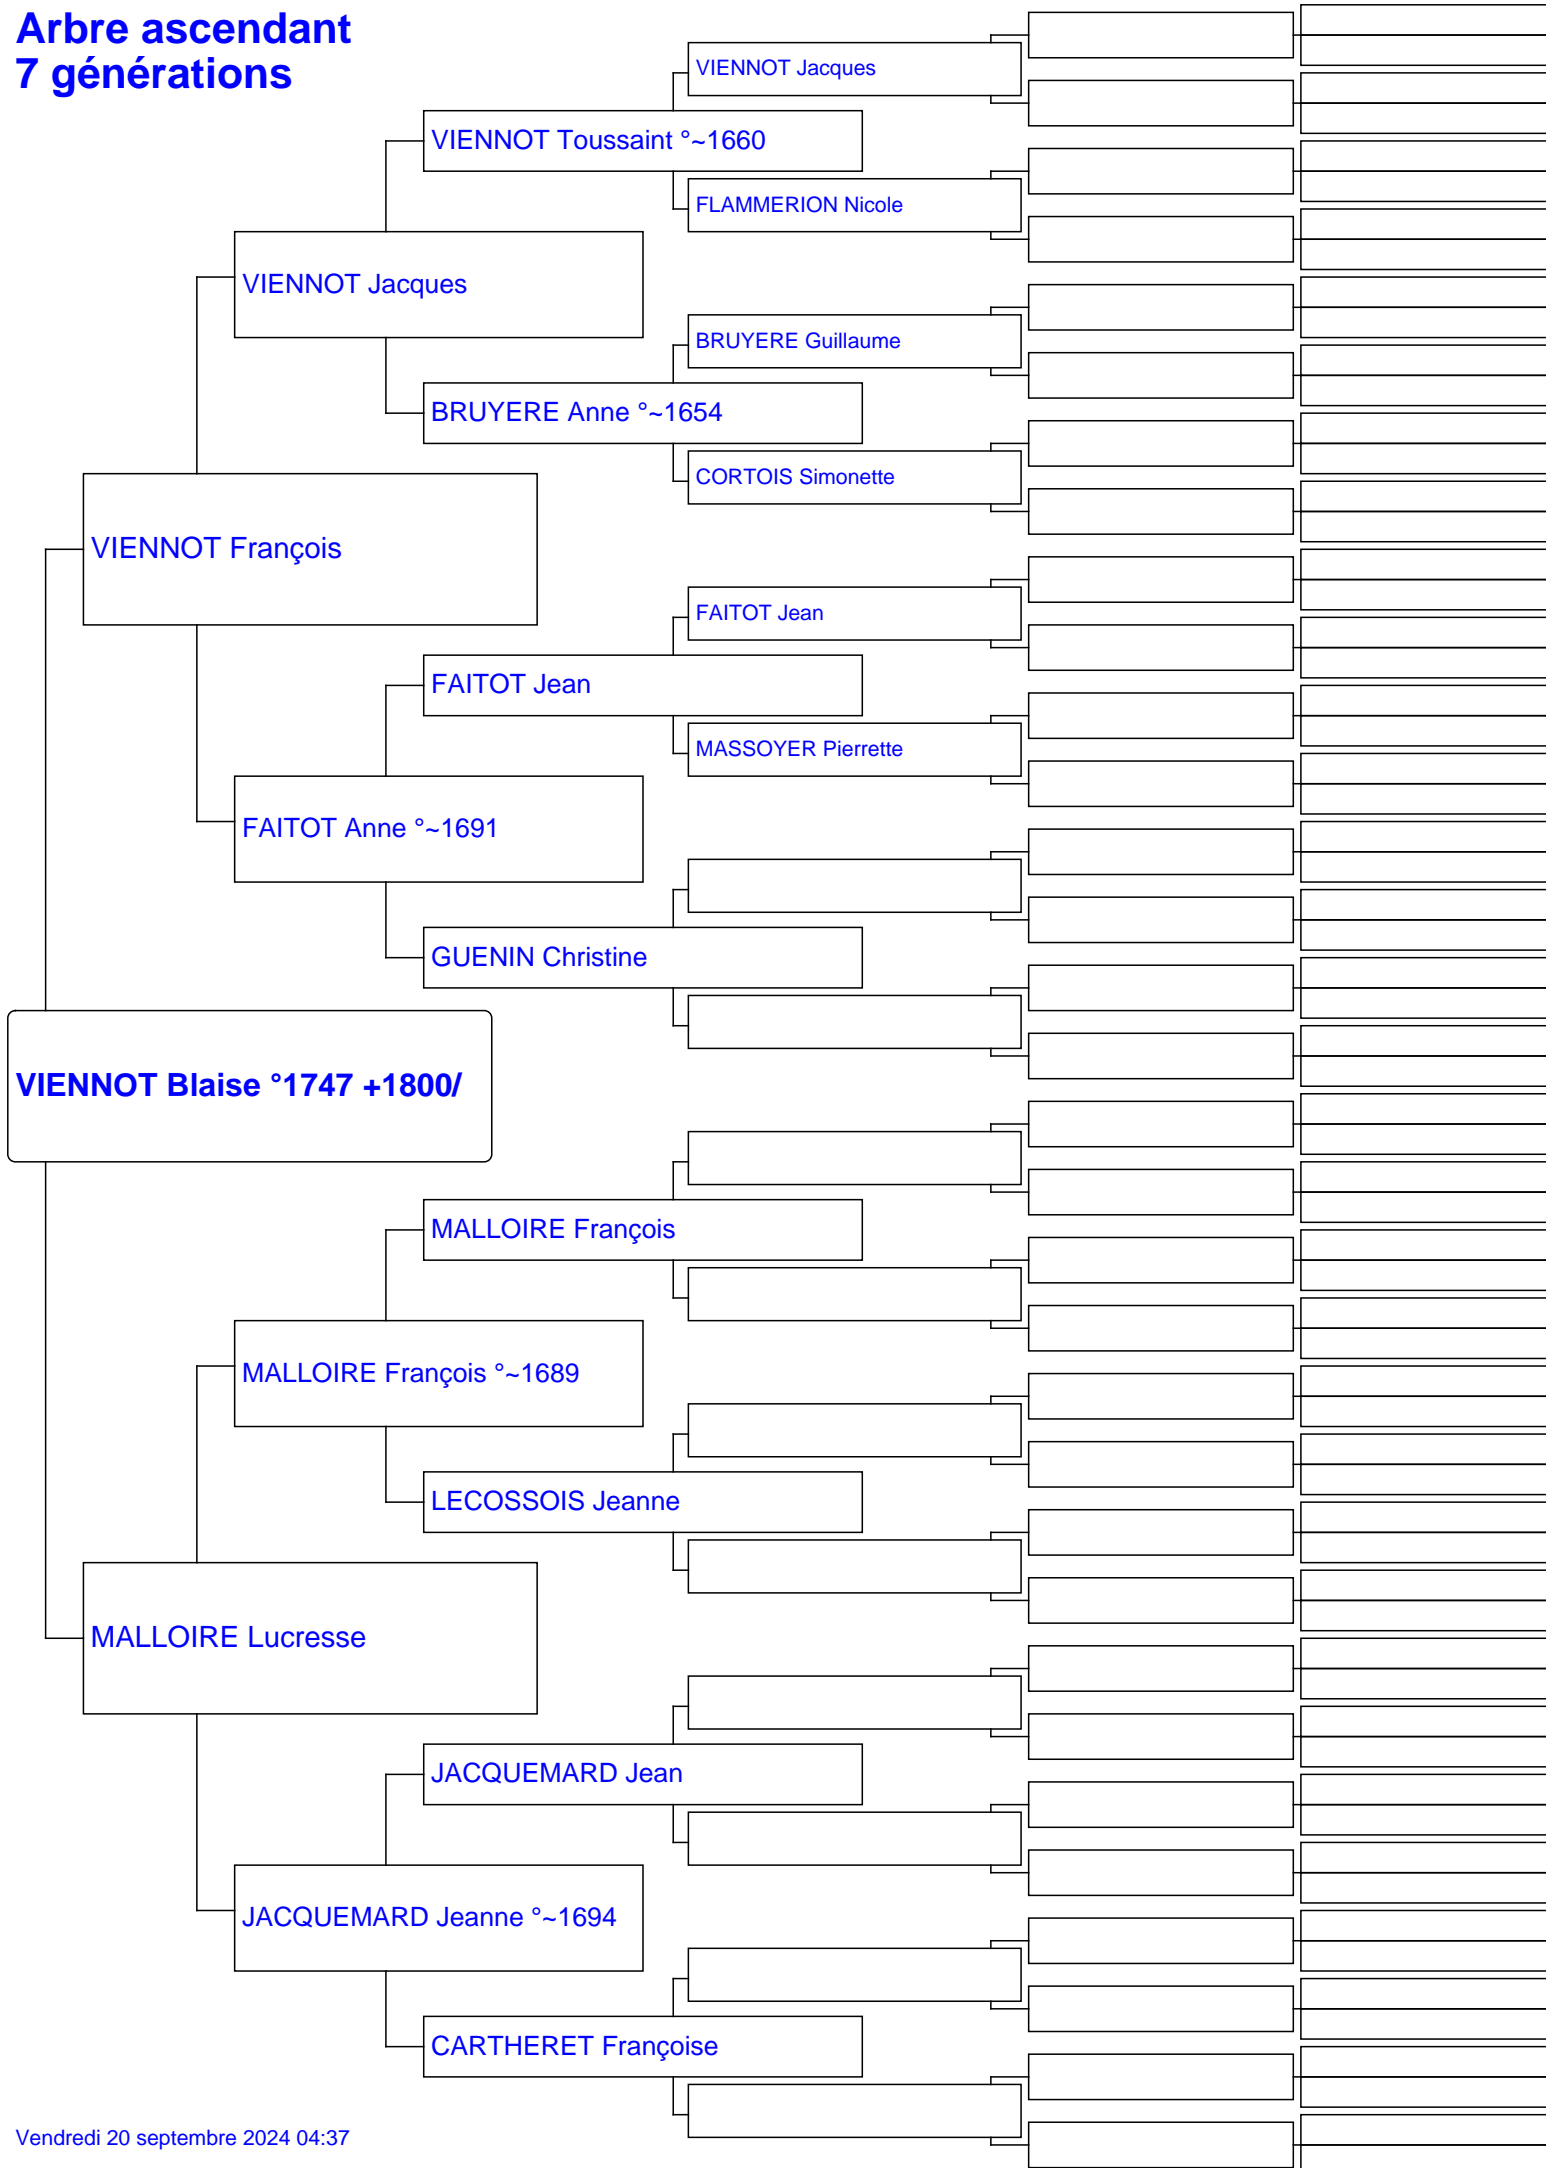 Arbre ascendant
7 générations
VIENNOT Jacques
VIENNOT Toussaint °~1660
FLAMMERION Nicole
VIENNOT Jacques
BRUYERE Guillaume
BRUYERE Anne °~1654
CORTOIS Simonette
VIENNOT François
FAITOT Jean
FAITOT Jean
MASSOYER Pierrette
FAITOT Anne °~1691
GUENIN Christine
VIENNOT Blaise °1747 +1800/
MALLOIRE François
MALLOIRE François °~1689
LECOSSOIS Jeanne
MALLOIRE Lucresse
JACQUEMARD Jean
JACQUEMARD Jeanne °~1694
CARTHERET Françoise
Vendredi 20 septembre 2024 04:37